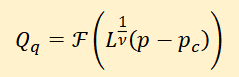 Q_q = ℱ(L^{1/ν}(p − p_c))